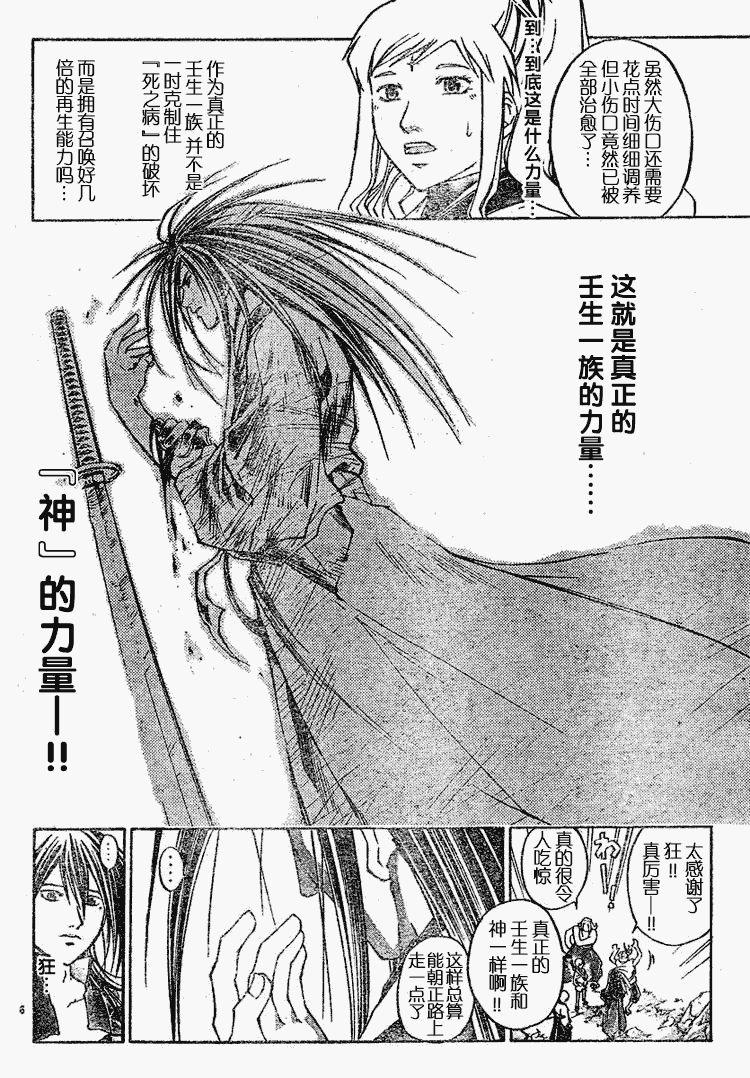 虽然大伤口还需要
花点时间细细调养
但小伤口竟然已被
全部治愈了…
到…到底这是什么力量…
作为真正的
壬生一族 并不是
一时克制住
『死之病』的破坏
而是拥有召唤好几
倍的再生能力吗…
这就是真正的
壬生一族的力量……
『神』的力量—!!
太感谢了
狂!!
真厉害—!!
真的很令
人吃惊
真正的
壬生一族和
神一样啊!!
这样总算
能朝正路上
走一点了
……
……
狂…
6